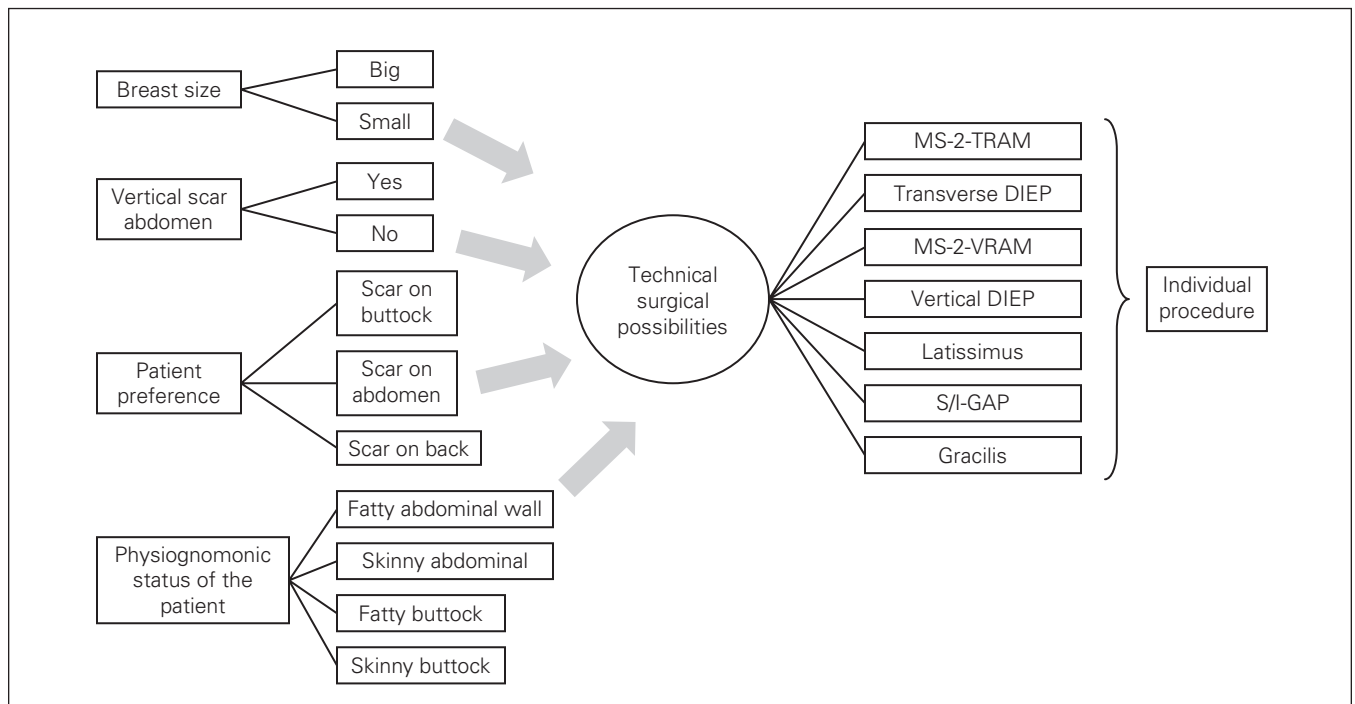 Breast size
Big
Small
Vertical scar
abdomen
Yes
No
Patient
preference
Scar on
buttock
Scar on
abdomen
Scar on back
Physiognomonic
status of the
patient
Fatty abdominal wall
Skinny abdominal
Fatty buttock
Skinny buttock
Technical
surgical
possibilities
MS-2-TRAM
Transverse DIEP
MS-2-VRAM
Vertical DIEP
Latissimus
S/I-GAP
Gracilis
Individual
procedure